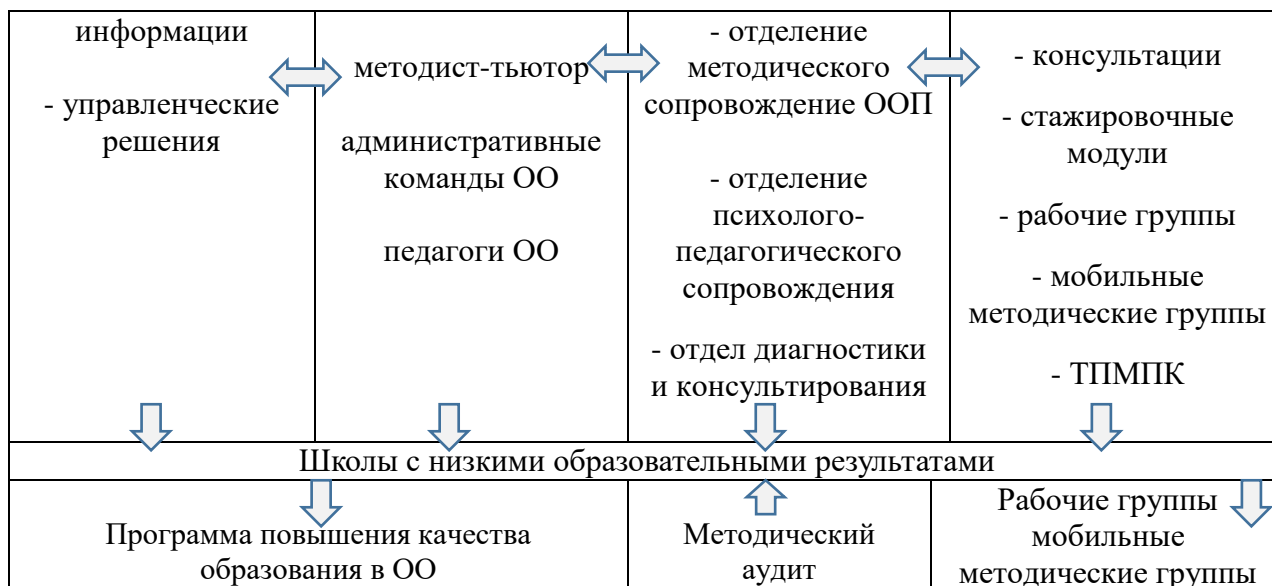 информации
- управленческие
решения
методист-тьютор
административные
команды ОО
педагоги ОО
- отделение
методического
сопровождение ООП
- отделение
психолого-
педагогического
сопровождения
- отдел диагностики
и консультирования
- консультации
- стажировочные
модули
- рабочие группы
- мобильные
методические группы
- ТПМПК
Школы с низкими образовательными результатами
Программа повышения качества
образования в ОО
Методический
аудит
Рабочие группы
мобильные
методические группы